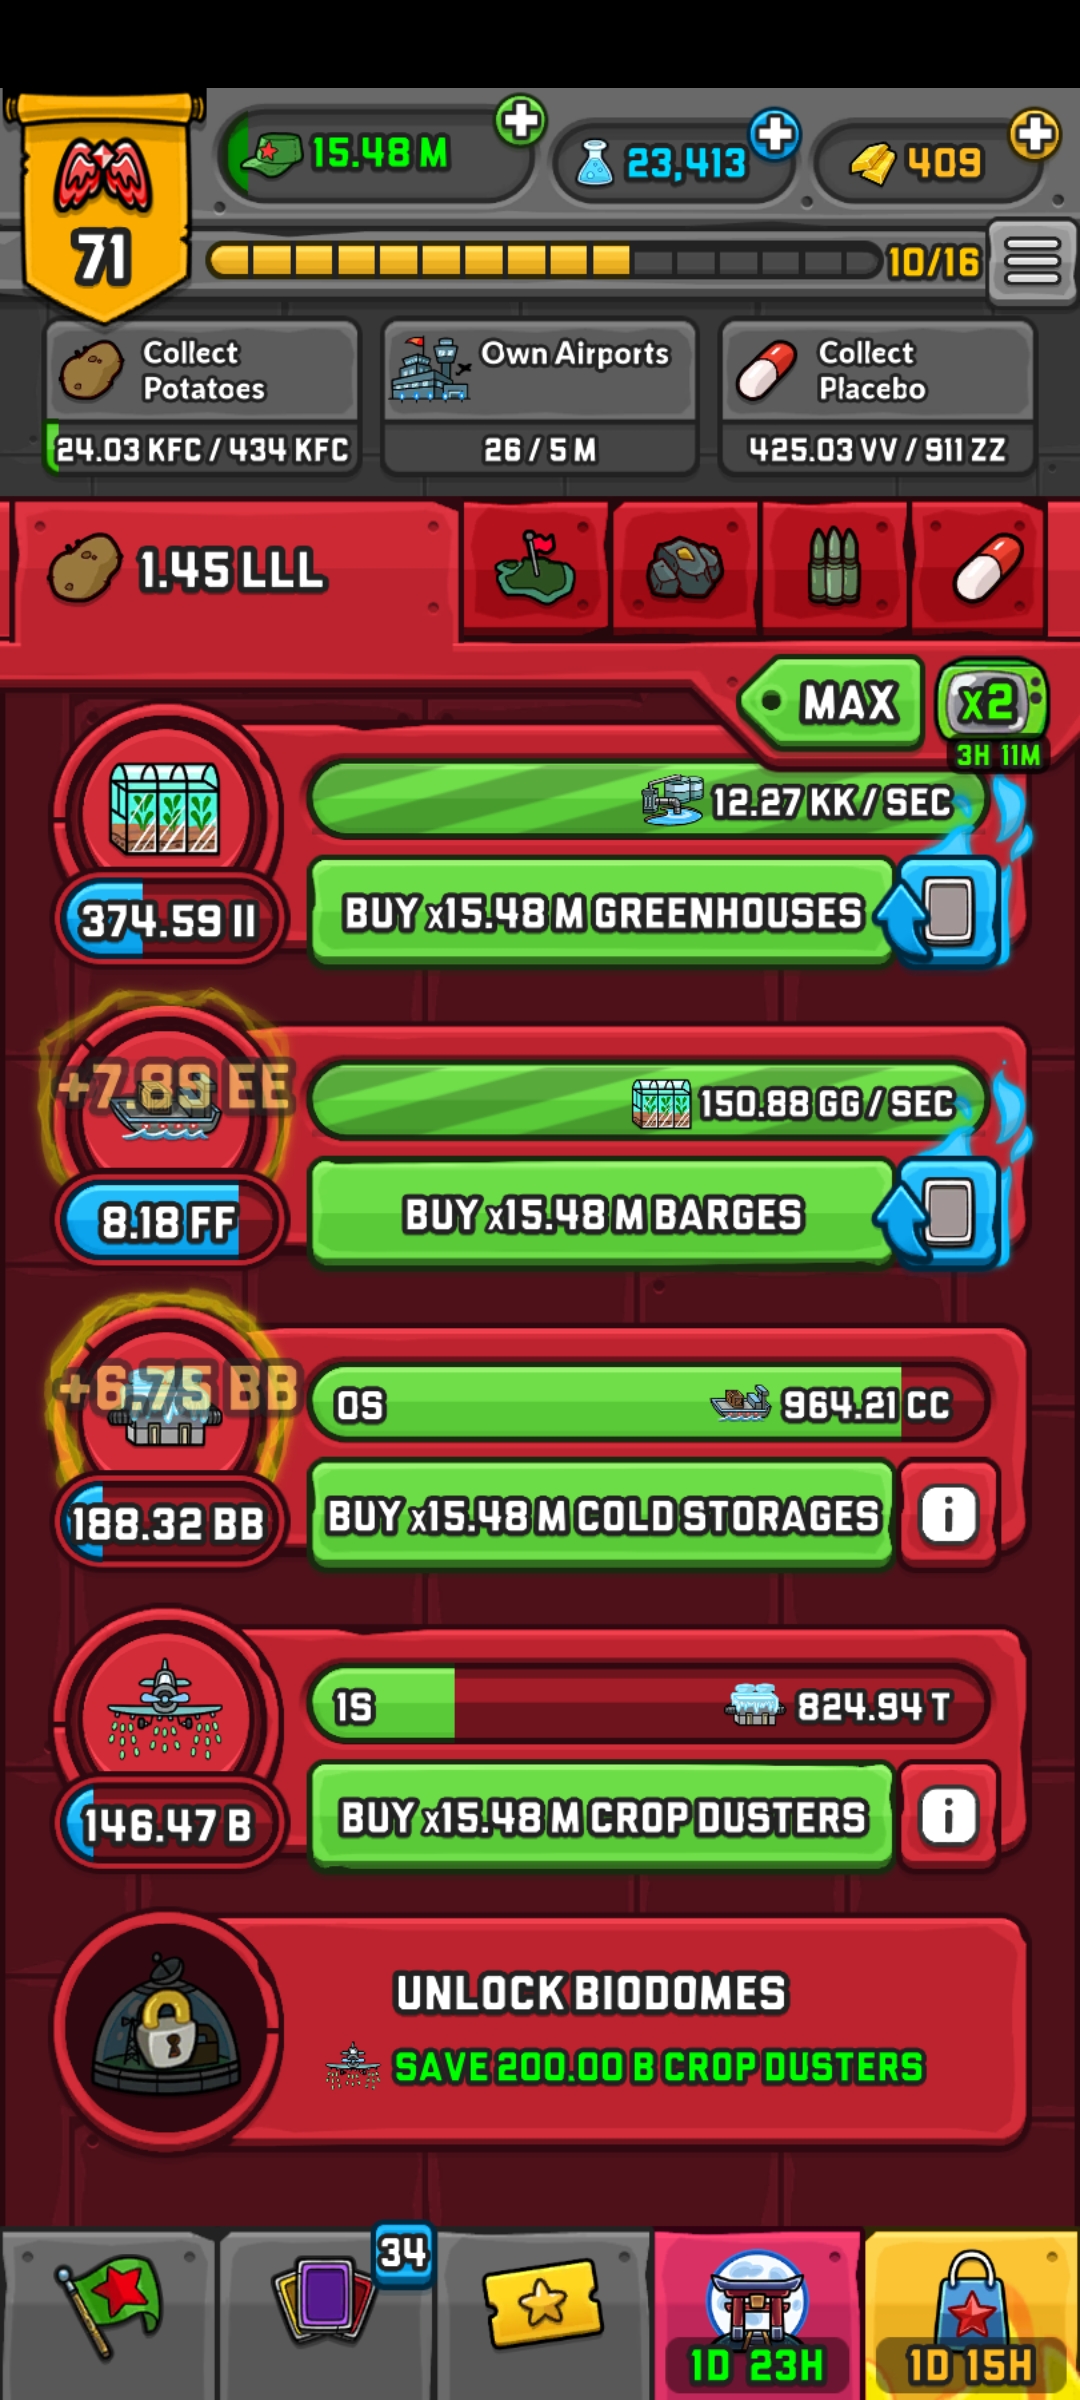 71
15.48 M
23,413
409
10/16
Collect
Potatoes
24.03 KFC / 434 KFC
Own Airports
26 / 5 M
Collect
Placebo
425.03 VV / 911 ZZ
1.45 LLL
MAX
x2
3H 11M
12.27 KK / SEC
374.59 II
BUY x15.48 M GREENHOUSES
+7.89 EE
150.88 GG / SEC
8.18 FF
BUY x15.48 M BARGES
+6.75 BB
0S
964.21 CC
188.32 BB
BUY x15.48 M COLD STORAGES
i
1S
824.94 T
146.47 B
BUY x15.48 M CROP DUSTERS
i
UNLOCK BIODOMES
SAVE 200.00 B CROP DUSTERS
34
1D 23H
1D 15H